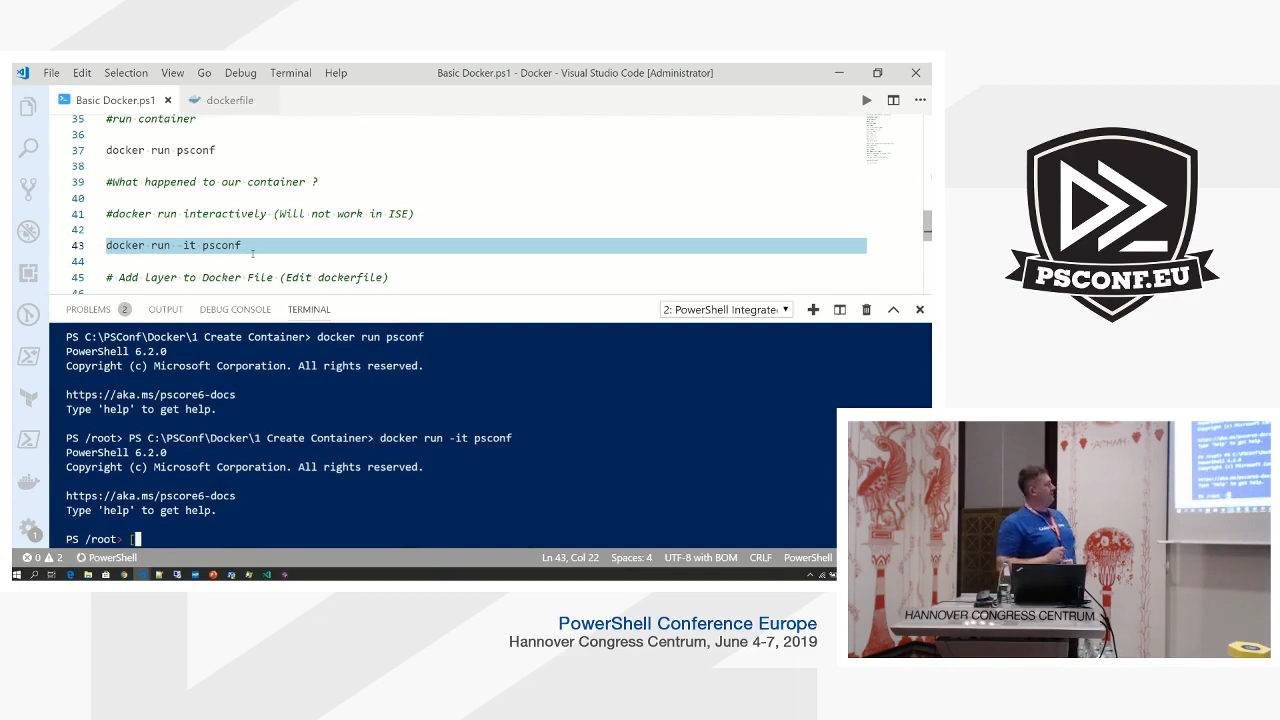 File Edit Selection View Go Debug Terminal Help
Basic Docker.ps1 - Docker - Visual Studio Code [Administrator]
Basic Docker.ps1
dockerfile
35 #run container
36
37 docker run psconf
38
39 #What happened to our container ?
40
41 #docker run interactively (Will not work in ISE)
42
43 docker run -it psconf
44
45 # Add layer to Docker File (Edit dockerfile)
PROBLEMS 2 OUTPUT DEBUG CONSOLE TERMINAL
2: PowerShell Integrate
PS C:\PSConf\Docker\1 Create Container> docker run psconf
PowerShell 6.2.0
Copyright (c) Microsoft Corporation. All rights reserved.
https://aka.ms/pscore6-docs
Type 'help' to get help.
PS /root> PS C:\PSConf\Docker\1 Create Container> docker run -it psconf
PowerShell 6.2.0
Copyright (c) Microsoft Corporation. All rights reserved.
https://aka.ms/pscore6-docs
Type 'help' to get help.
PS /root> [
0 2 PowerShell Ln 43, Col 22 Spaces: 4 UTF-8 with BOM CRLF PowerShell
PSCONF.EU
HANNOVER CONGRESS CENTRUM
PowerShell Conference Europe
Hannover Congress Centrum, June 4-7, 2019